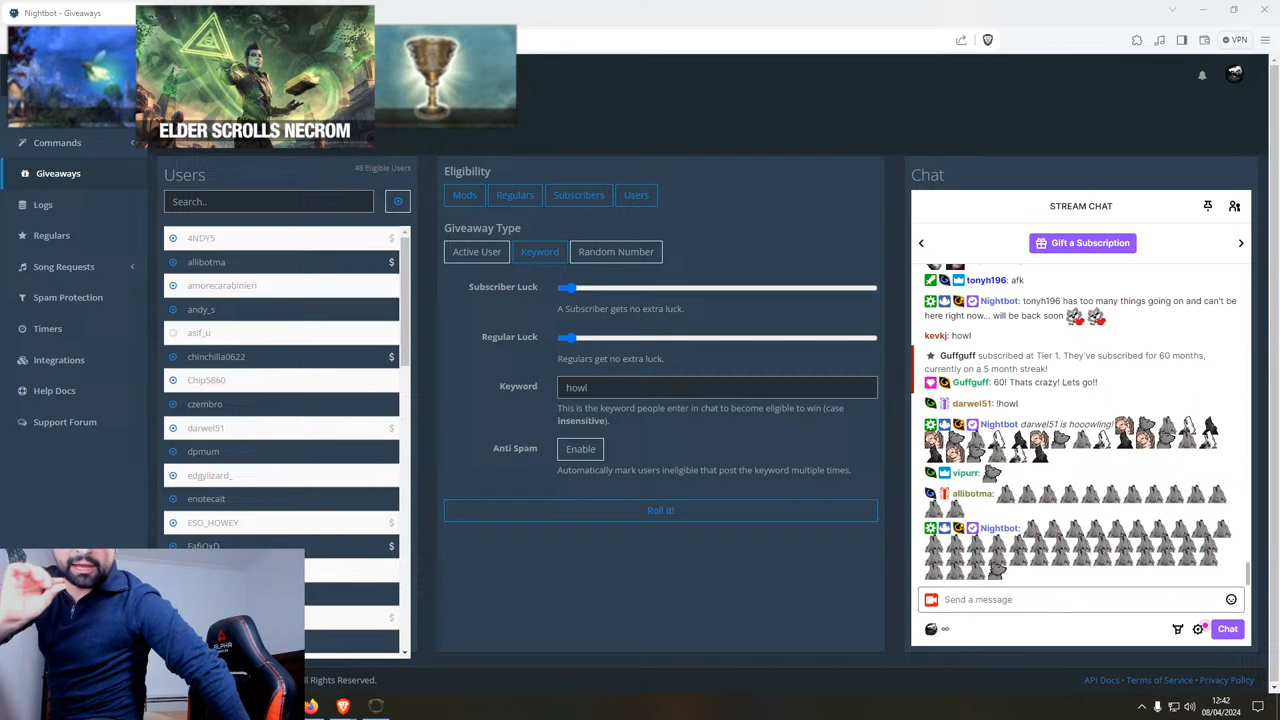 Nightbot - Giveaways
VPN
ELDER SCROLLS NECROM
Commands
Giveaways
Logs
Regulars
Song Requests
Spam Protection
Timers
Integrations
Help Docs
Support Forum
Users
48 Eligible Users
Search..
4NDY5 $
allibotma $
amorecarabinieri
andy_s
asif_u
chinchilla0622 $
Chip5860
czembro
darwel51 $
dpmum
edgylizard_
enotecait
ESO_HOWEY $
FafiOxD $
$
Eligibility
Mods Regulars Subscribers Users
Giveaway Type
Active User Keyword Random Number
Subscriber Luck
A Subscriber gets no extra luck.
Regular Luck
Regulars get no extra luck.
Keyword howl
This is the keyword people enter in chat to become eligible to win (case
insensitive).
Anti Spam Enable
Automatically mark users ineligible that post the keyword multiple times.
Roll it!
Chat
STREAM CHAT
Gift a Subscription
tonyh196: afk
Nightbot: tonyh196 has too many things going on and can't be
here right now... will be back soon
kevkj: howl
Guffguff subscribed at Tier 1. They've subscribed for 60 months,
currently on a 5 month streak!
Guffguff: 60! Thats crazy! Lets go!!
darwel51: !howl
Nightbot darwel51 is hooowling!
vipurr:
allibotma:
Nightbot:
Send a message
∞
Chat
ALPHA
ll Rights Reserved.
API Docs · Terms of Service · Privacy Policy
12:42
08/04/2024